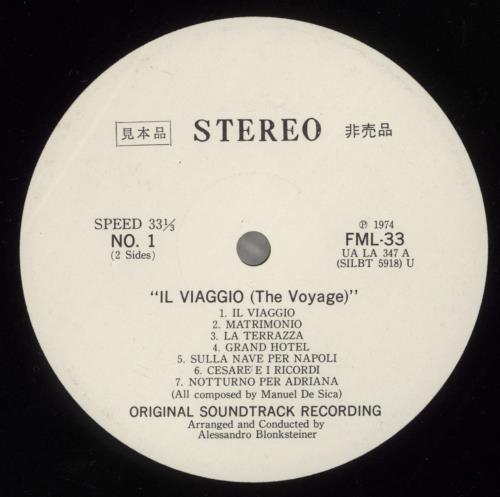 見本品 STEREO 非売品
SPEED 33⅓
NO. 1
(2 Sides)
℗ 1974
FML-33
UA LA 347 A
(SILBT 5918) U
"IL VIAGGIO (The Voyage)"
1. IL VIAGGIO
2. MATRIMONIO
3. LA TERRAZZA
4. GRAND HOTEL
5. SULLA NAVE PER NAPOLI
6. CESARE E I RICORDI
7. NOTTURNO PER ADRIANA
(All composed by Manuel De Sica)
ORIGINAL SOUNDTRACK RECORDING
Arranged and Conducted by
Alessandro Blonksteiner